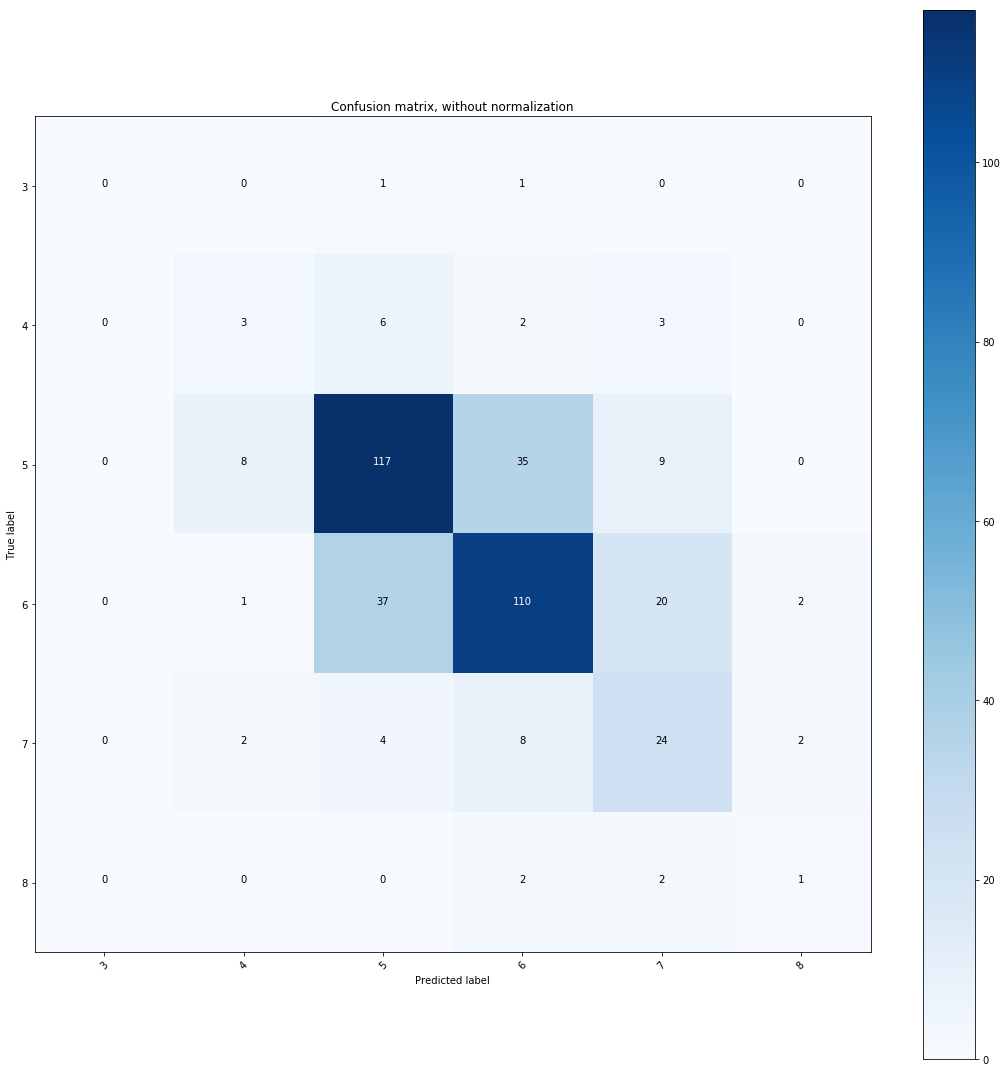 Confusion matrix, without normalization
3 0 0 1 1 0 0
4 0 3 6 2 3 0
5 0 8 117 35 9 0
6 0 1 37 110 20 2
7 0 2 4 8 24 2
8 0 0 0 2 2 1
3 4 5 6 7 8
True label
Predicted label
100
80
60
40
20
0